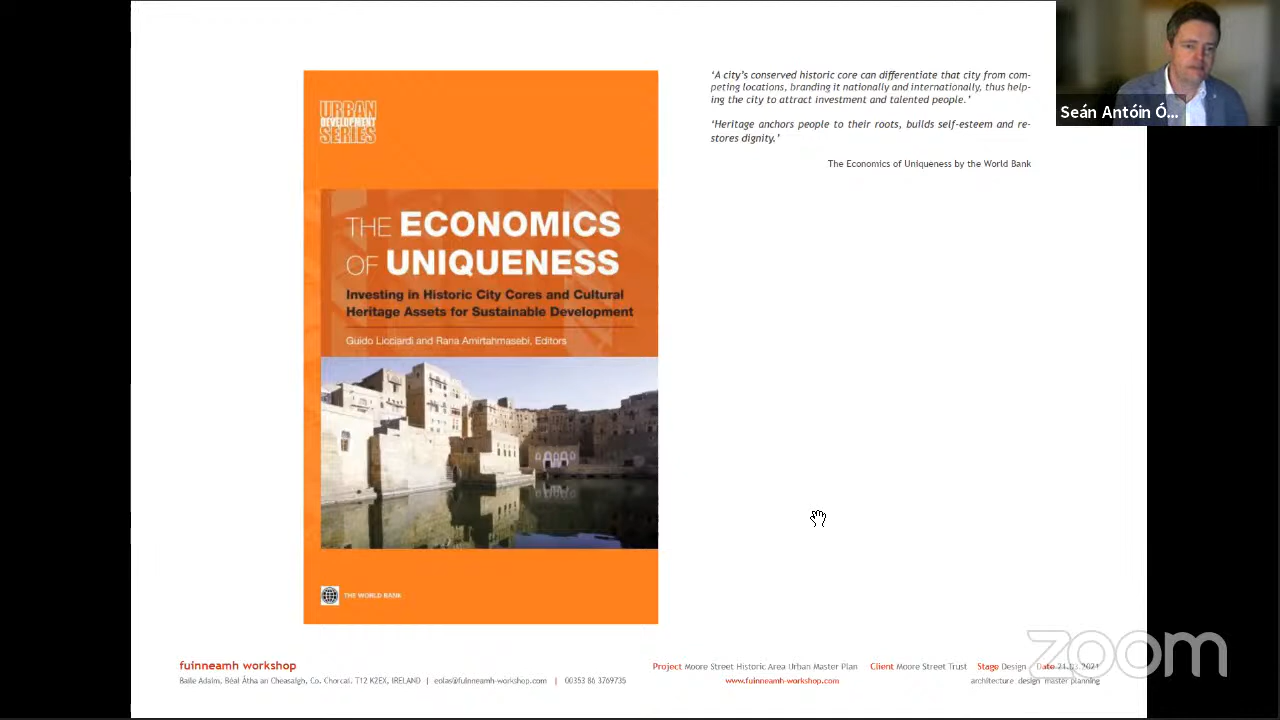 URBAN
DEVELOPMENT
SERIES
THE ECONOMICS
OF UNIQUENESS
Investing in Historic City Cores and Cultural
Heritage Assets for Sustainable Development
Guido Licciardi and Rana Amirtahmasebi, Editors
THE WORLD BANK
‘A city’s conserved historic core can differentiate that city from com-
peting locations, branding it nationally and internationally, thus help-
ing the city to attract investment and talented people.’
‘Heritage anchors people to their roots, builds self-esteem and re-
stores dignity.’
The Economics of Uniqueness by the World Bank
Seán Antóin Ó...
fuinneamh workshop
Baile Adaim, Béal Átha an Cheasaigh, Co. Chorcaí, T12 K2EX, IRELAND | eolas@fuinneamh-workshop.com | 00353 86 3769735
Project Moore Street Historic Area Urban Master Plan Client Moore Street Trust Stage Design Date 21.03.2021
www.fuinneamh-workshop.com
architecture design master planning
zoom